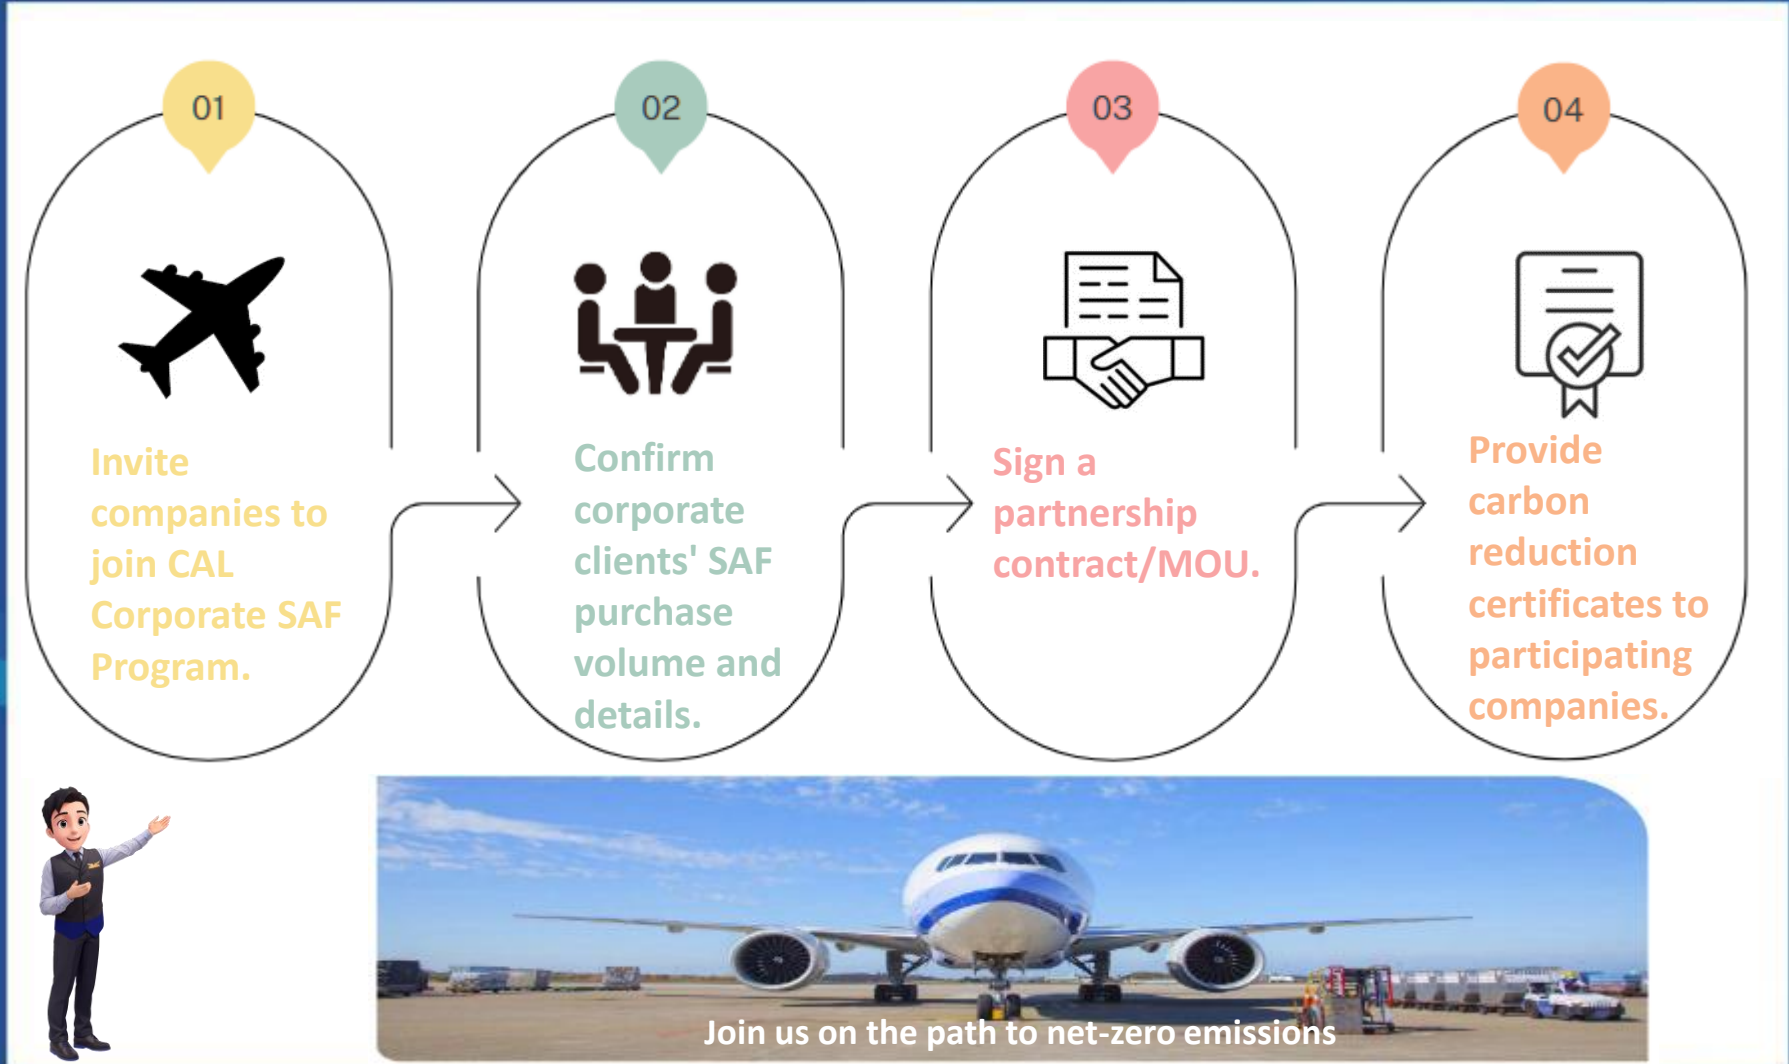 01
Invite
companies to
join CAL
Corporate SAF
Program.
02
Confirm
corporate
clients' SAF
purchase
volume and
details.
03
Sign a
partnership
contract/MOU.
04
Provide
carbon
reduction
certificates to
participating
companies.
Join us on the path to net-zero emissions